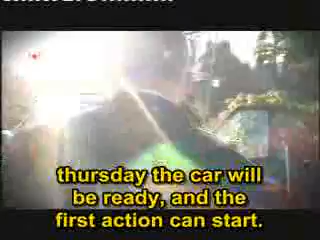 thursday the car will
be ready, and the
first action can start.